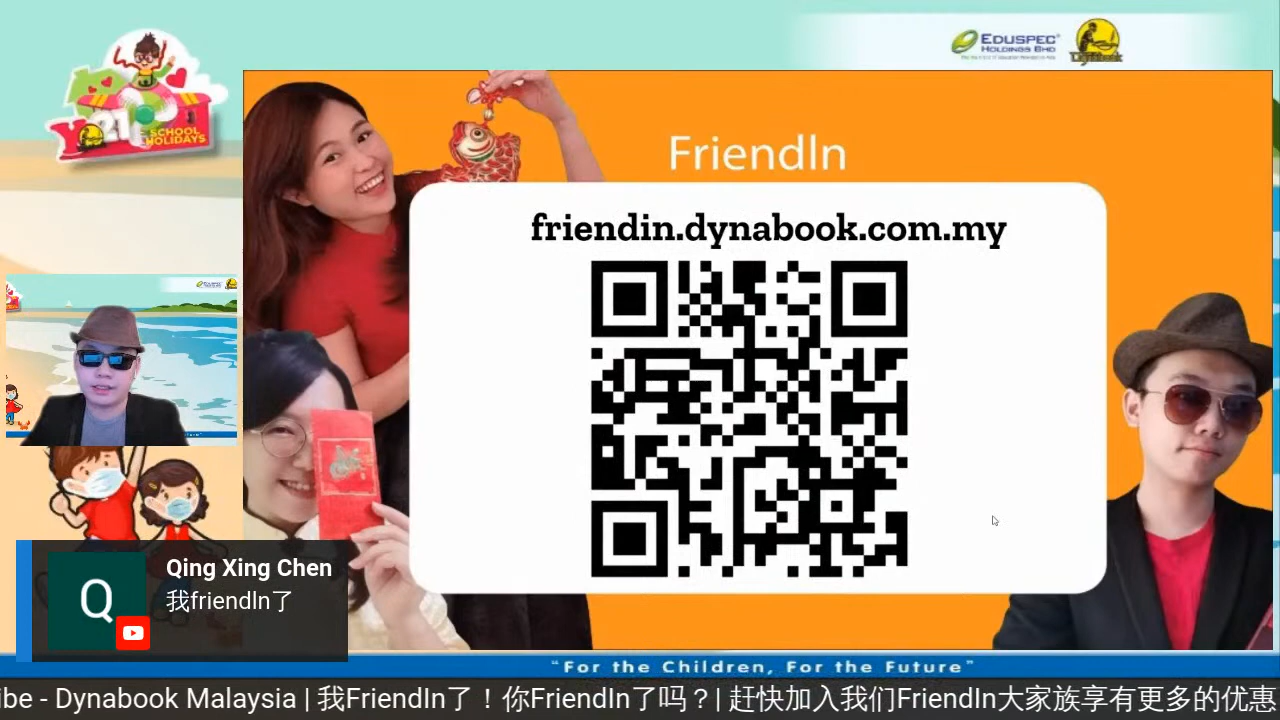 EDUSPEC
HOLDINGS BHD
Dynabook
21
SCHOOL
HOLIDAYS
FriendIn
friendin.dynabook.com.my
Q
Qing Xing Chen
我friendln了
"For the Children, For the Future"
ibe - Dynabook Malaysia | 我FriendIn了！你FriendIn了吗？| 赶快加入我们FriendIn大家族享有更多的优惠